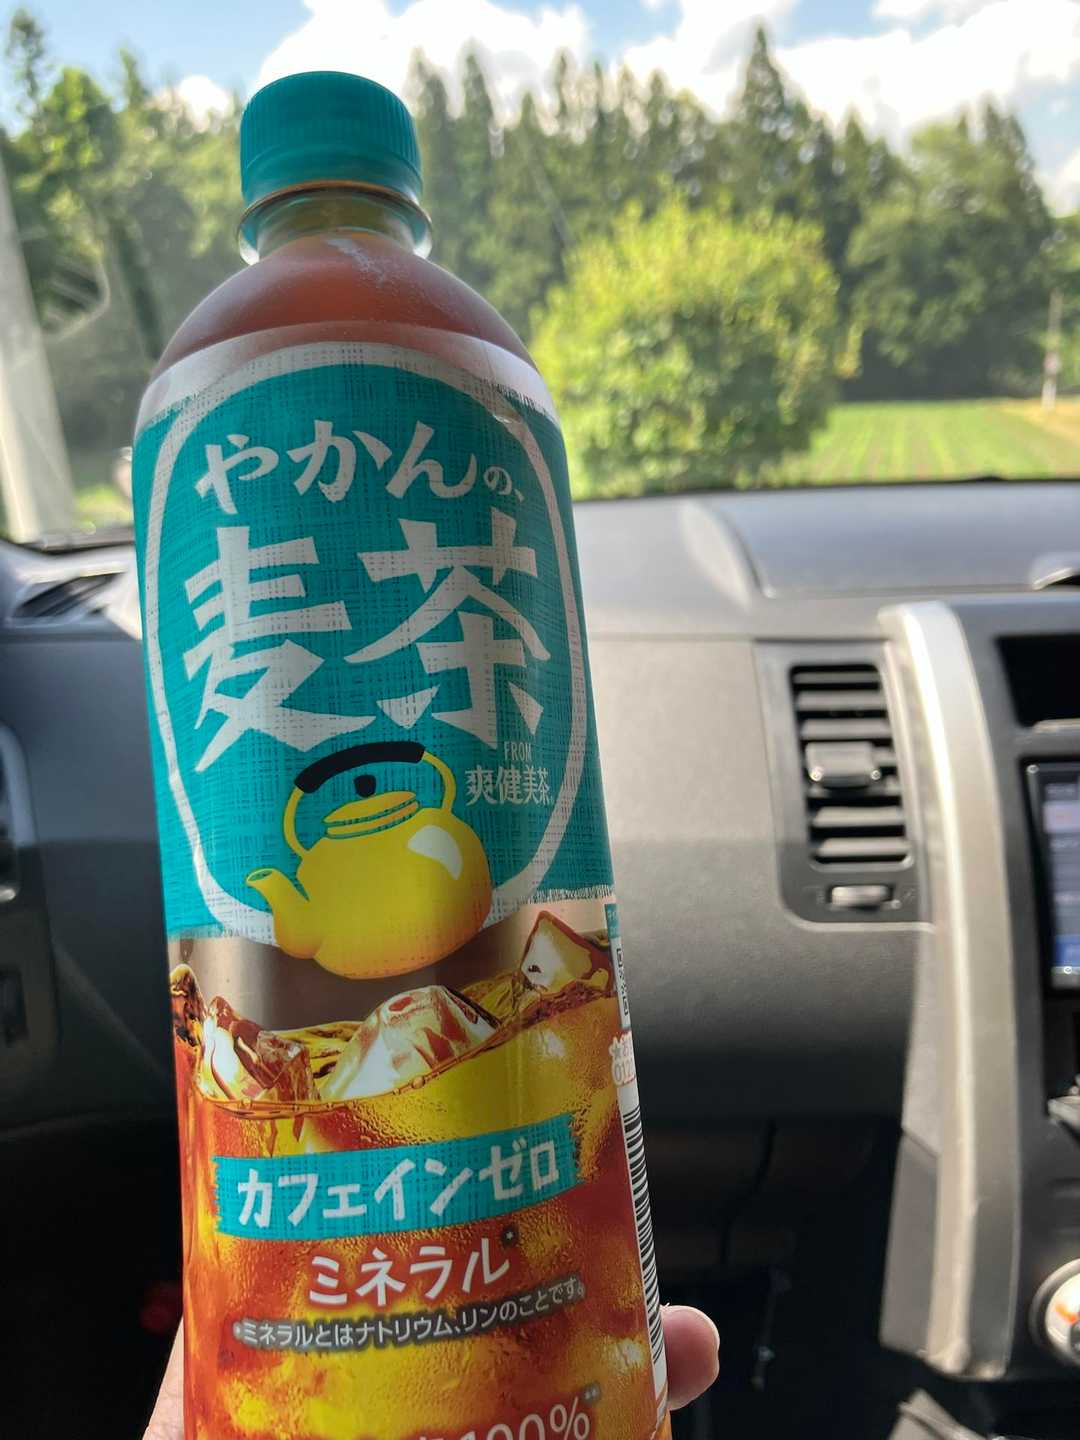 やかんの、
麦茶
FROM
爽健美茶®
カフェインゼロ
ミネラル*
*ミネラルとはナトリウム、リンのことです。
100%**